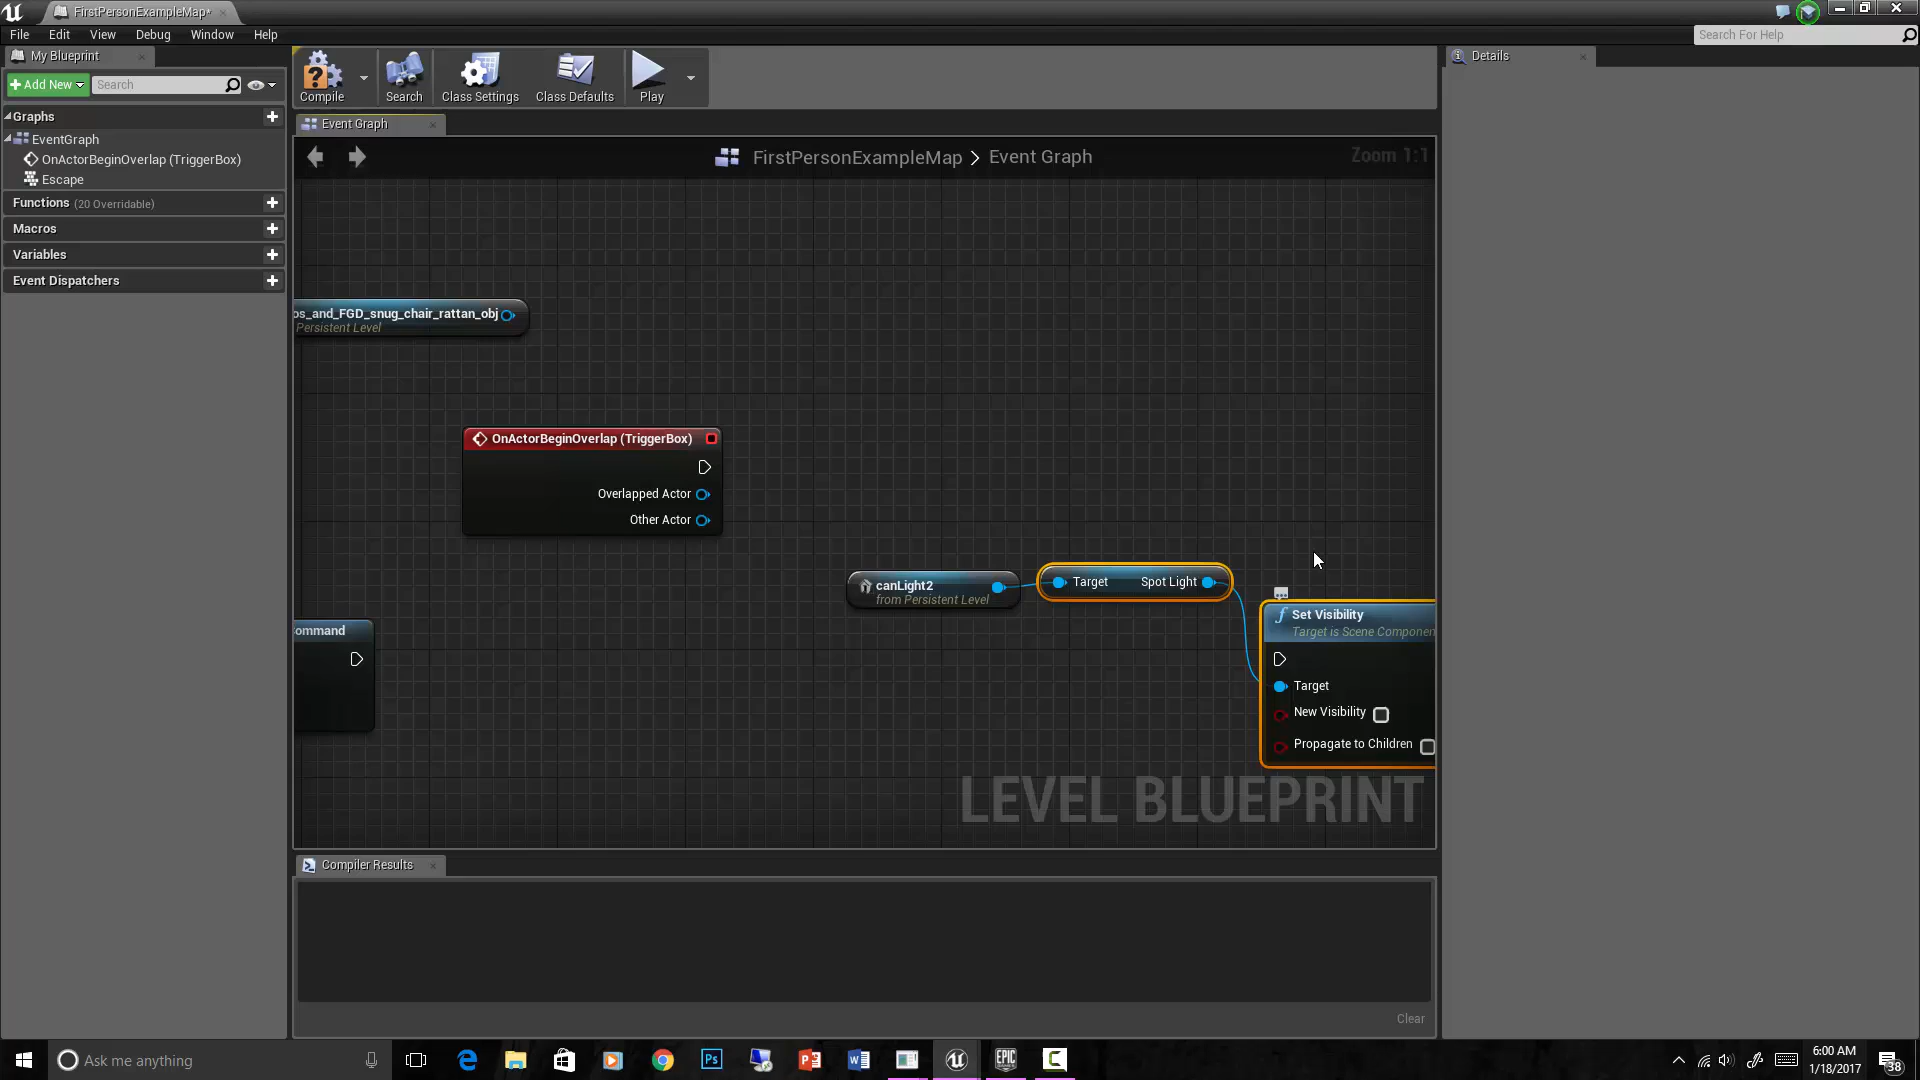 FirstPersonExampleMap*
File Edit View Debug Window Help
Search For Help
My Blueprint
Add New
Search
Graphs
EventGraph
OnActorBeginOverlap (TriggerBox)
Escape
Functions (20 Overridable)
Macros
Variables
Event Dispatchers
Compile
Search
Class Settings
Class Defaults
Play
Details
Event Graph
FirstPersonExampleMap > Event Graph
Zoom 1:1
os_and_FGD_snug_chair_rattan_obj
Persistent Level
OnActorBeginOverlap (TriggerBox)
Overlapped Actor
Other Actor
canLight2
from Persistent Level
Target Spot Light
Set Visibility
Target is Scene Componen
Target
New Visibility
Propagate to Children
ommand
LEVEL BLUEPRINT
Compiler Results
Clear
Ask me anything
6:00 AM
1/18/2017
38